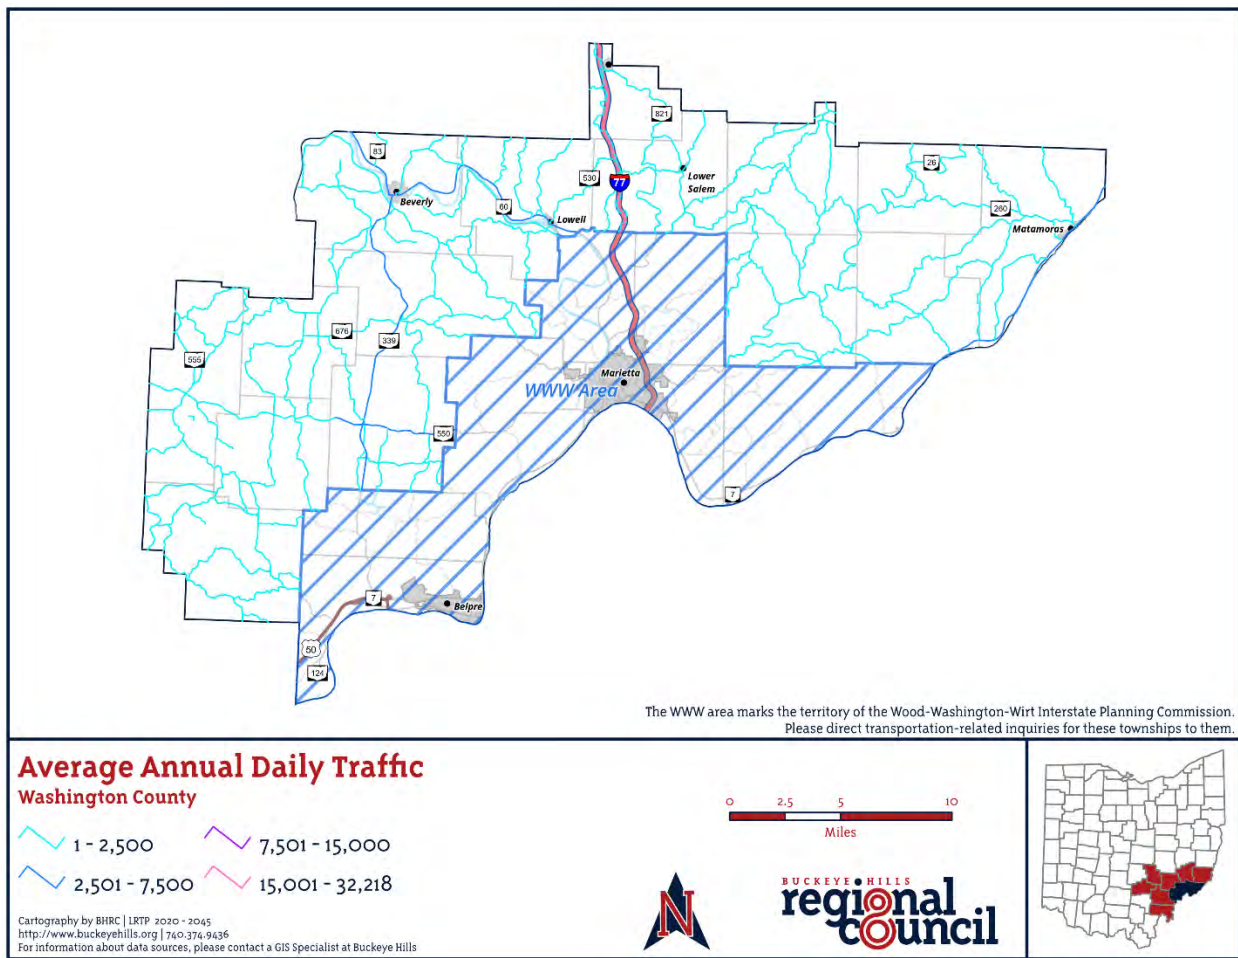 821
83
26
530
77
Lower
Salem
Beverly
60
260
Lowell
Matamoras
676
339
555
Marietta
WWW Area
550
7
7
Belpre
50
124
The WWW area marks the territory of the Wood-Washington-Wirt Interstate Planning Commission.
Please direct transportation-related inquiries for these townships to them.
Average Annual Daily Traffic
Washington County
1 - 2,500
7,501 - 15,000
2,501 - 7,500
15,001 - 32,218
Cartography by BHRC | LRTP 2020 - 2045
http://www.buckeyehills.org | 740.374.9436
For information about data sources, please contact a GIS Specialist at Buckeye Hills
0 2.5 5 10
Miles
N
BUCKEYE HILLS
regional
council